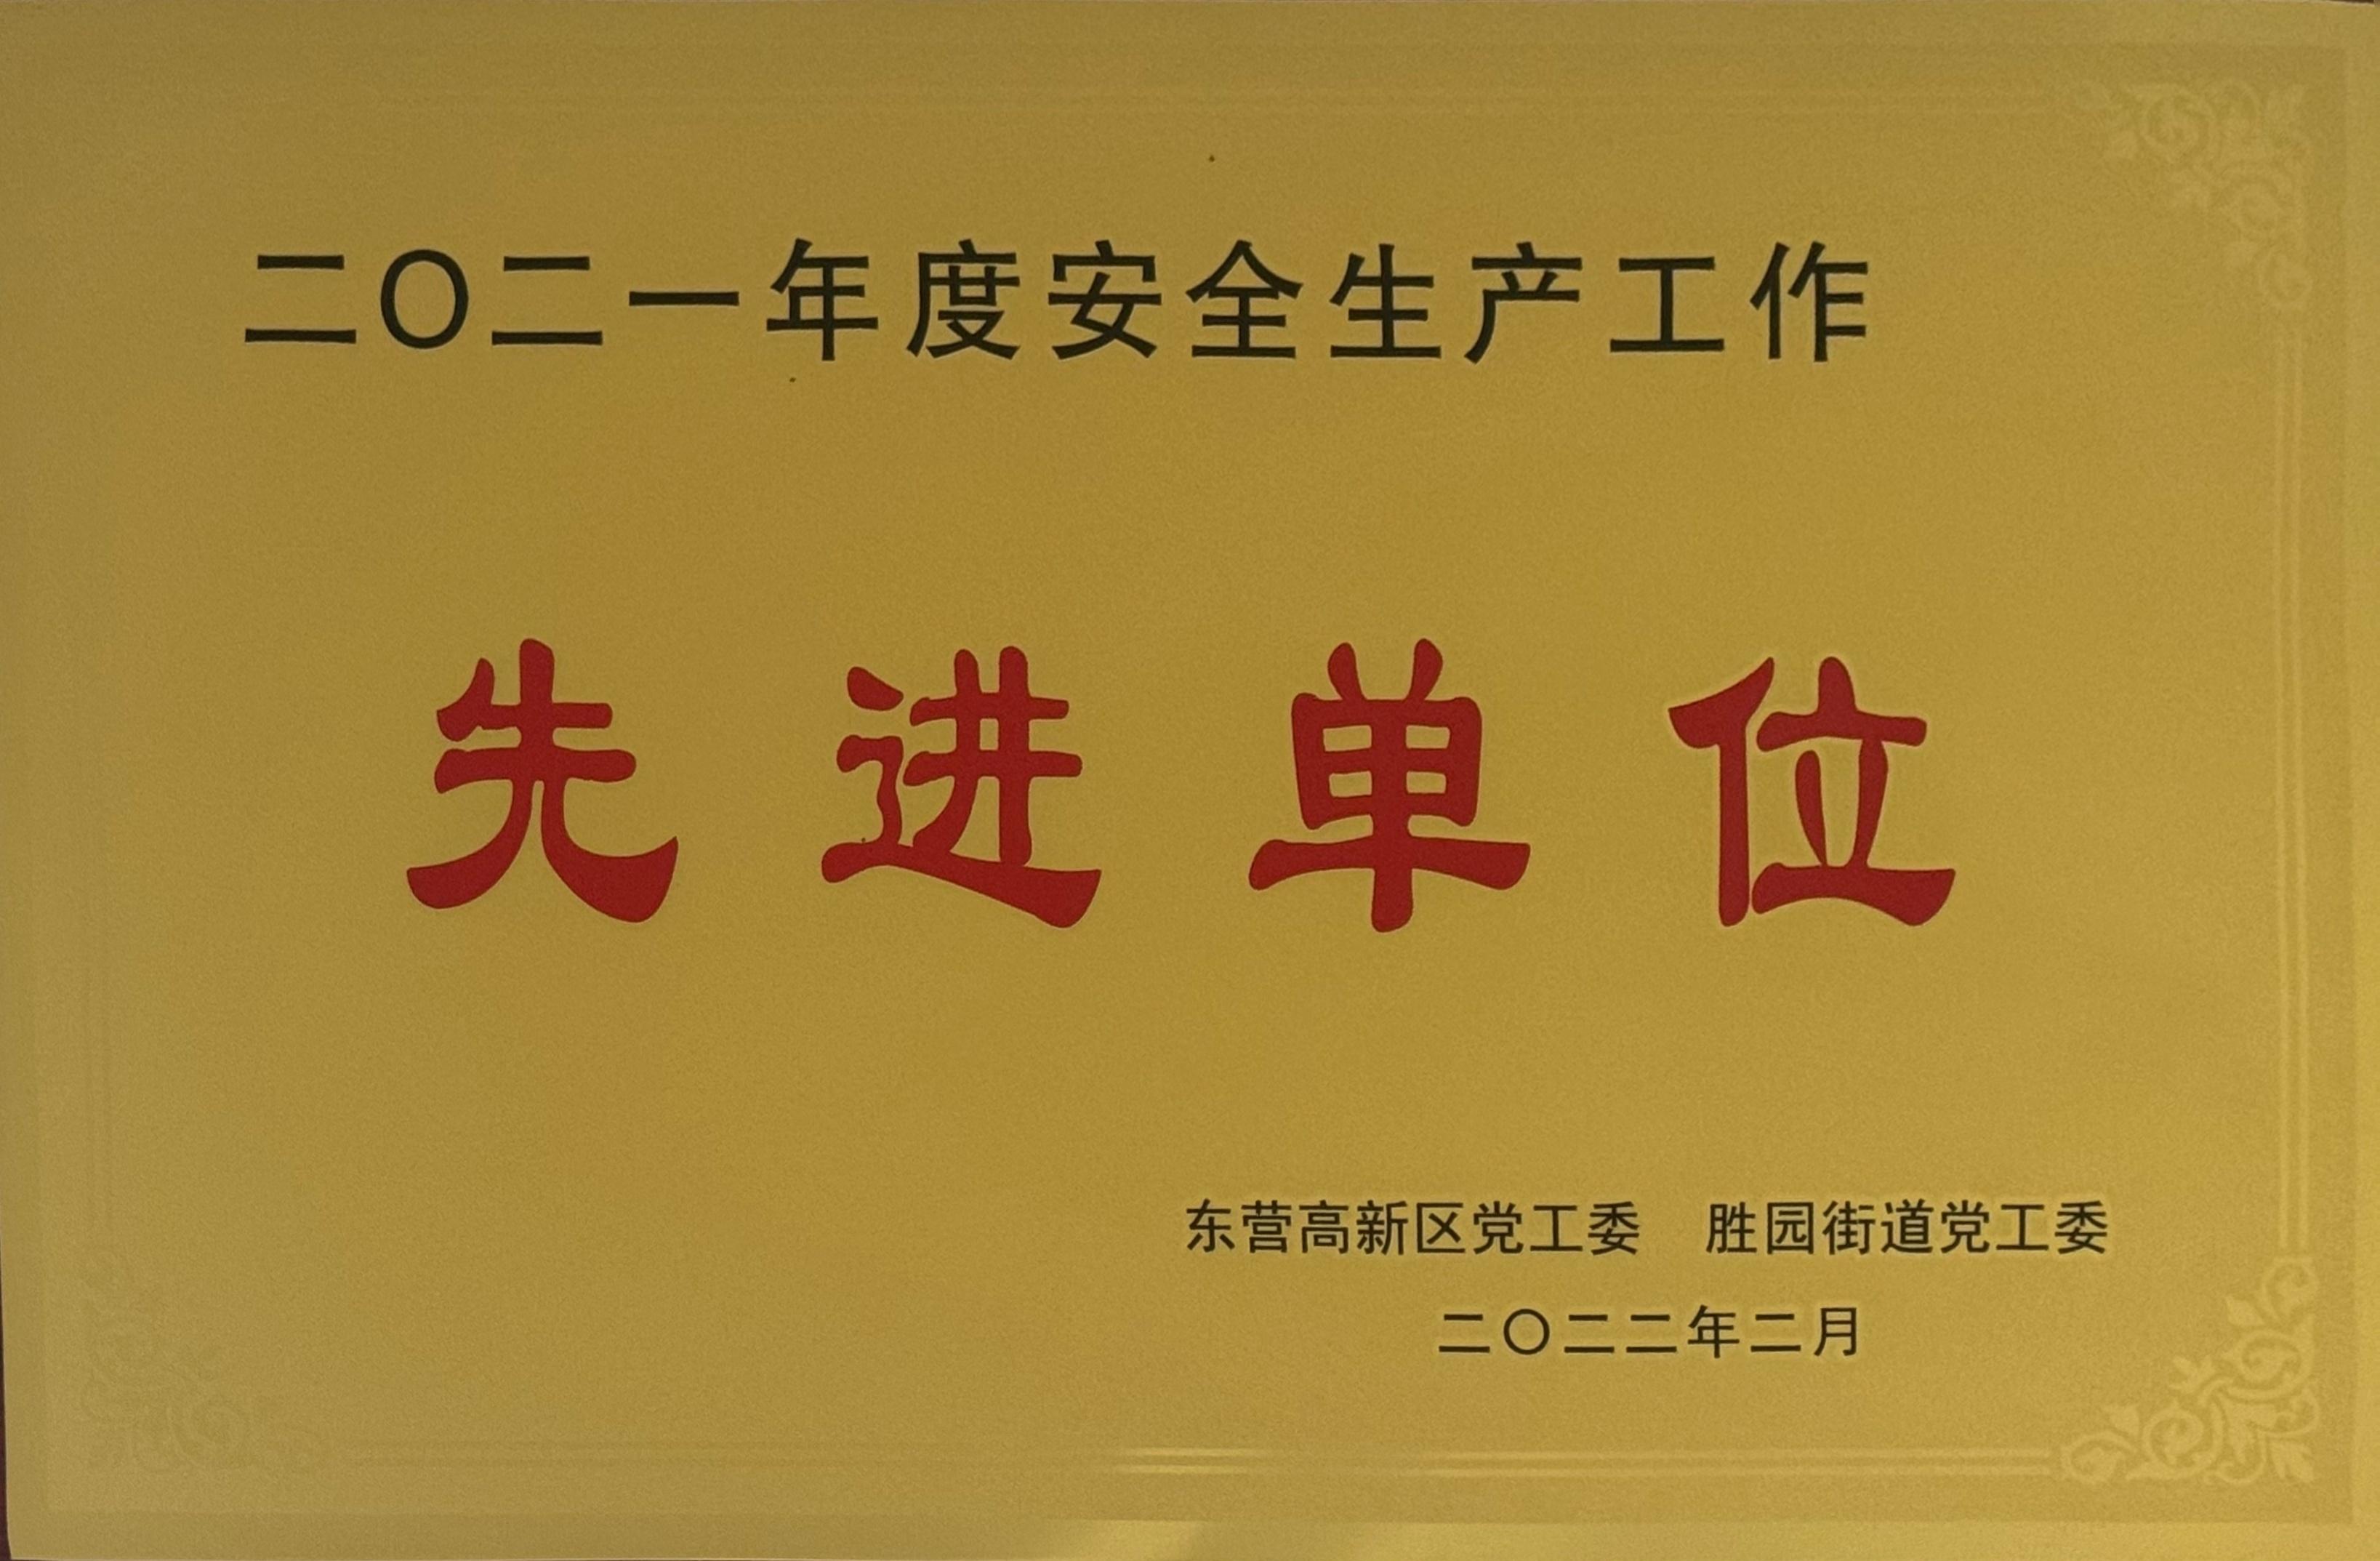 二〇二一年度安全生产工作
先进单位
东营高新区党工委　胜园街道党工委
二〇二二年二月